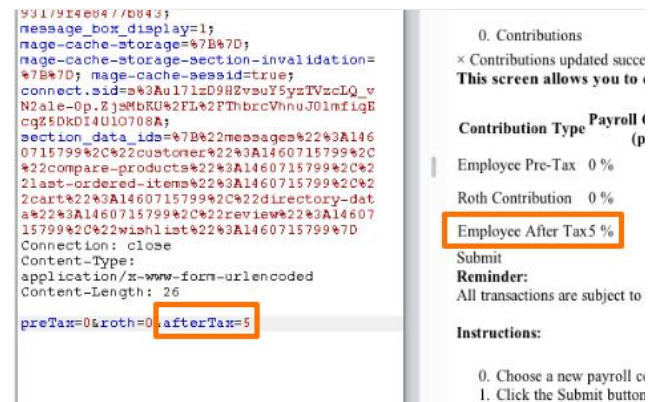 93179f4e8477b843;
message_box_display=1;
mage-cache-storage=%7B%7D;
mage-cache-storage-section-invalidation=
%7B%7D; mage-cache-sessid=true;
connect.sid=s%3Au171zD9HZvsuY5yzTVzcLQ_v
N2ale-0p.ZjsMbKU%2FL%2FThbrcVhnuJ01mfiqE
cqZ5DkDI4UlO708A;
section_data_ids=%7B%22messages%22%3A146
0715799%2C%22customer%22%3A1460715799%2C
%22compare-products%22%3A1460715799%2C%2
2last-ordered-items%22%3A1460715799%2C%2
2cart%22%3A1460715799%2C%22directory-dat
a%22%3A1460715799%2C%22review%22%3A14607
15799%2C%22wishlist%22%3A1460715799%7D
Connection: close
Content-Type:
application/x-www-form-urlencoded
Content-Length: 26
preTax=0&roth=0&afterTax=5
0. Contributions
× Contributions updated succe
This screen allows you to
Contribution Type Payroll
Employee Pre-Tax 0 %
Roth Contribution 0 %
Employee After Tax5 %
Submit
Reminder:
All transactions are subject to
Instructions:
0. Choose a new payroll co
1. Click the Submit button